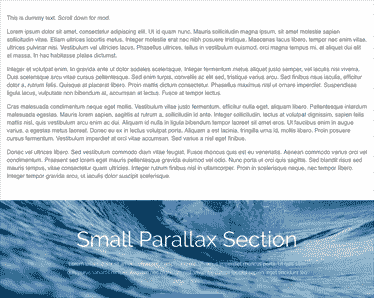 This is dummy text. Scroll down for mod.
Lorem ipsum dolor sit amet, consectetur adipiscing elit. Ut id quam nunc. Mauris sollicitudin magna ipsum, sit amet molestie sapien
sollicitudin vitae. Etiam ultrices lobortis metus. Integer molestie erat nec nibh posuere tristique. Maecenas lacus libero, tempor nec enim vitae,
ultrices pulvinar nisi. Vestibulum vel ultricies lacus. Phasellus ultrices, tellus in vestibulum euismod, orci magna tempus mi, et aliquet dui elit
et massa. In hac habitasse platea dictumst.
Integer at volutpat enim, in gravida ante. Ut dolor sodales scelerisque. Integer fermentum metus aliquet justo semper, vel iaculis nisi viverra.
Duis scelerisque arcu vitae cursus pellentesque. Sed enim turpis, convallis ac elit sed, tristique varius arcu. Sed finibus risus iaculis, efficitur
dolor a, rutrum felis. Quisque at placerat libero. Proin mattis dictum consectetur. Phasellus maximus nisl ut ornare imperdiet. Suspendisse
ligula lacus, vulputate non bibendum at, accumsan at lectus. Fusce at tempor lectus.
Cras malesuada condimentum neque eget mollis. Vestibulum vitae justo fermentum, efficitur nulla eget, aliquam libero. Pellentesque interdum
malesuada egestas. Mauris lorem sapien, sagittis at rutrum a, sollicitudin id ante. Integer sollicitudin, lectus at volutpat dignissim, sapien felis
mattis nisl, quis vestibulum arcu enim ac dui. Aliquam id nulla in ligula bibendum tempor laoreet sit amet eros. Ut faucibus enim in augue
varius, a egestas metus laoreet. Donec eu ex in lectus volutpat porta. Aliquam a est lacinia, fringilla urna id, mollis libero. Proin posuere
cursus fermentum. Vestibulum imperdiet at orci vitae accumsan. Sed varius a nisl eget finibus.
Donec vel ultrices libero. Sed vestibulum commodo diam vitae feugiat. Fusce rhoncus quis est eu venenatis. Aenean commodo varius orci vel
condimentum. Praesent sed lorem eget mauris pellentesque gravida euismod vel odio. Nunc porta ut orci quis sagittis. Sed blandit risus sed
mauris tempus, vitae consectetur quam ultricies. Integer rutrum finibus nisl in ullamcorper. Proin in scelerisque neque, nec tempor libero.
Integer tempor gravida arcu, et iaculis dolor suscipit scelerisque.
Small Parallax Section